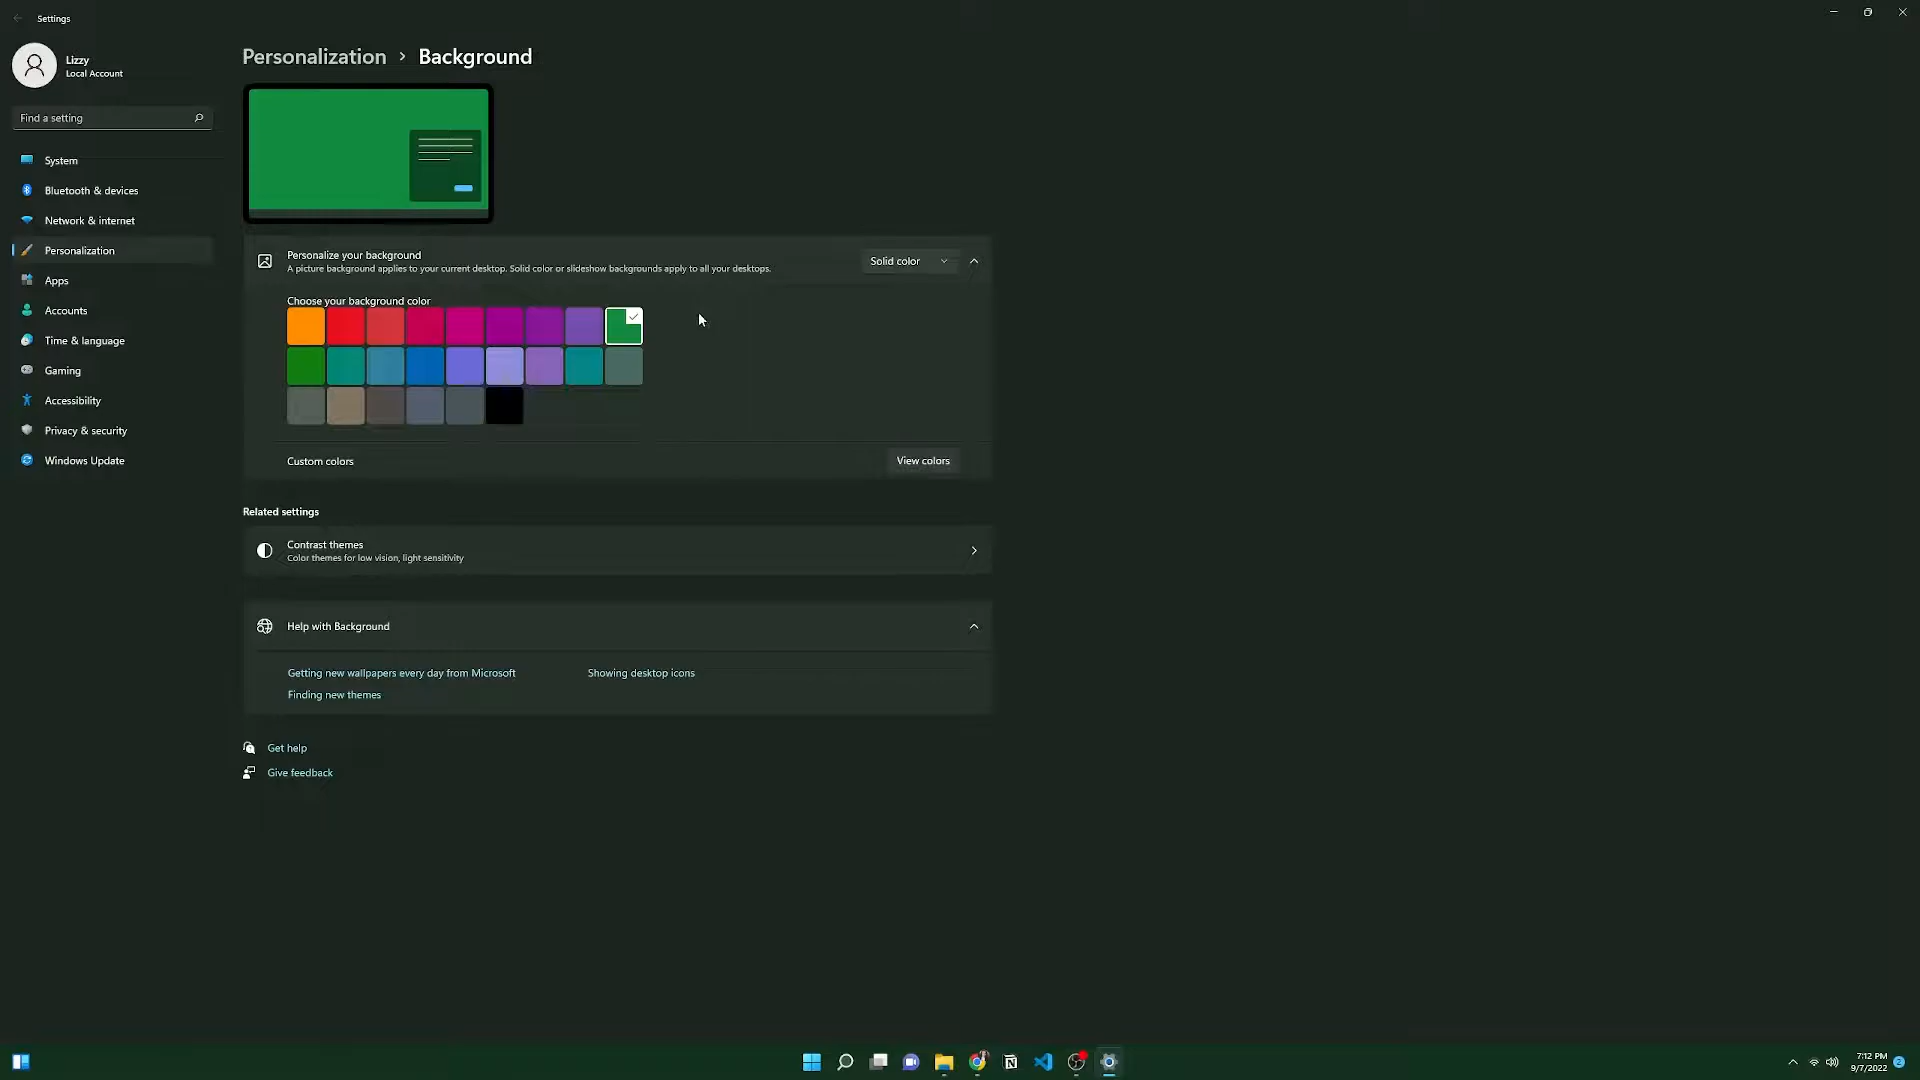 Settings
Lizzy
Local Account
Find a setting
System
Bluetooth & devices
Network & internet
Personalization
Apps
Accounts
Time & language
Gaming
Accessibility
Privacy & security
Windows Update
Personalization > Background
Personalize your background
A picture background applies to your current desktop. Solid color or slideshow backgrounds apply to all your desktops.
Solid color
Choose your background color
Custom colors
View colors
Related settings
Contrast themes
Color themes for low vision, light sensitivity
Help with Background
Getting new wallpapers every day from Microsoft
Showing desktop icons
Finding new themes
Get help
Give feedback
7:12 PM
9/7/2022
2